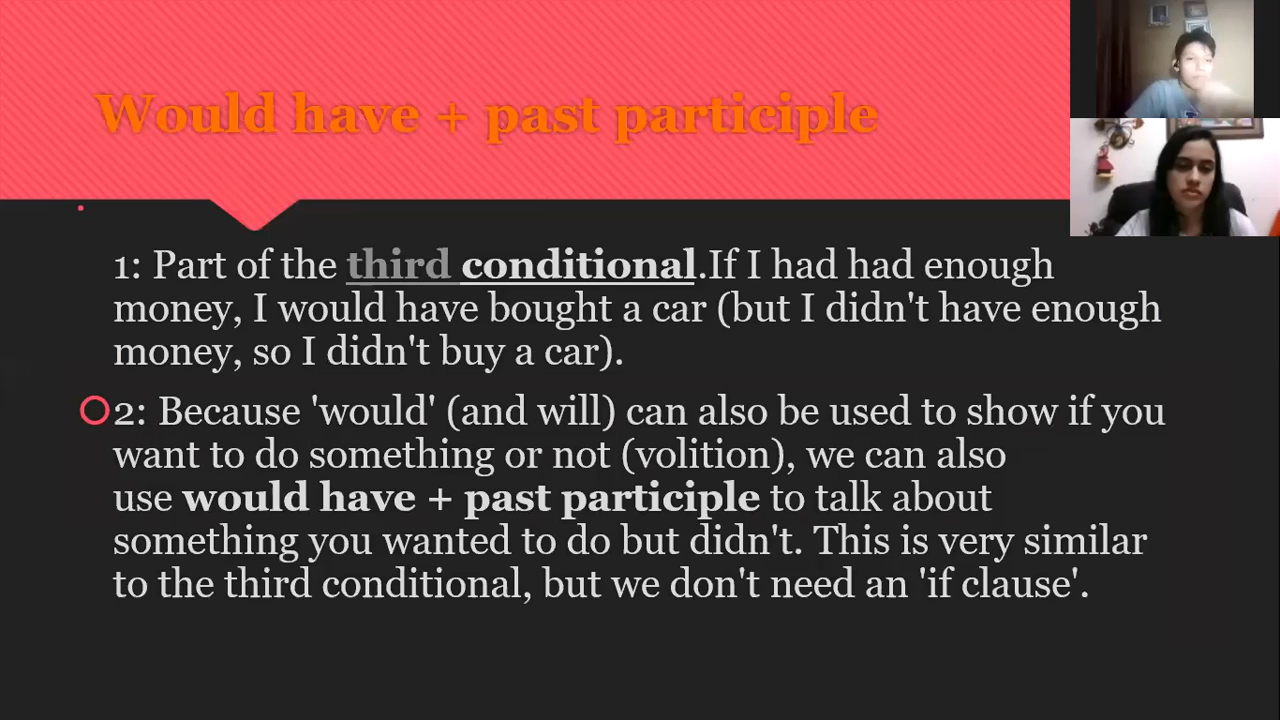 Would have + past participle
1: Part of the third conditional.If I had had enough
money, I would have bought a car (but I didn't have enough
money, so I didn't buy a car).
2: Because 'would' (and will) can also be used to show if you
want to do something or not (volition), we can also
use would have + past participle to talk about
something you wanted to do but didn't. This is very similar
to the third conditional, but we don't need an 'if clause'.